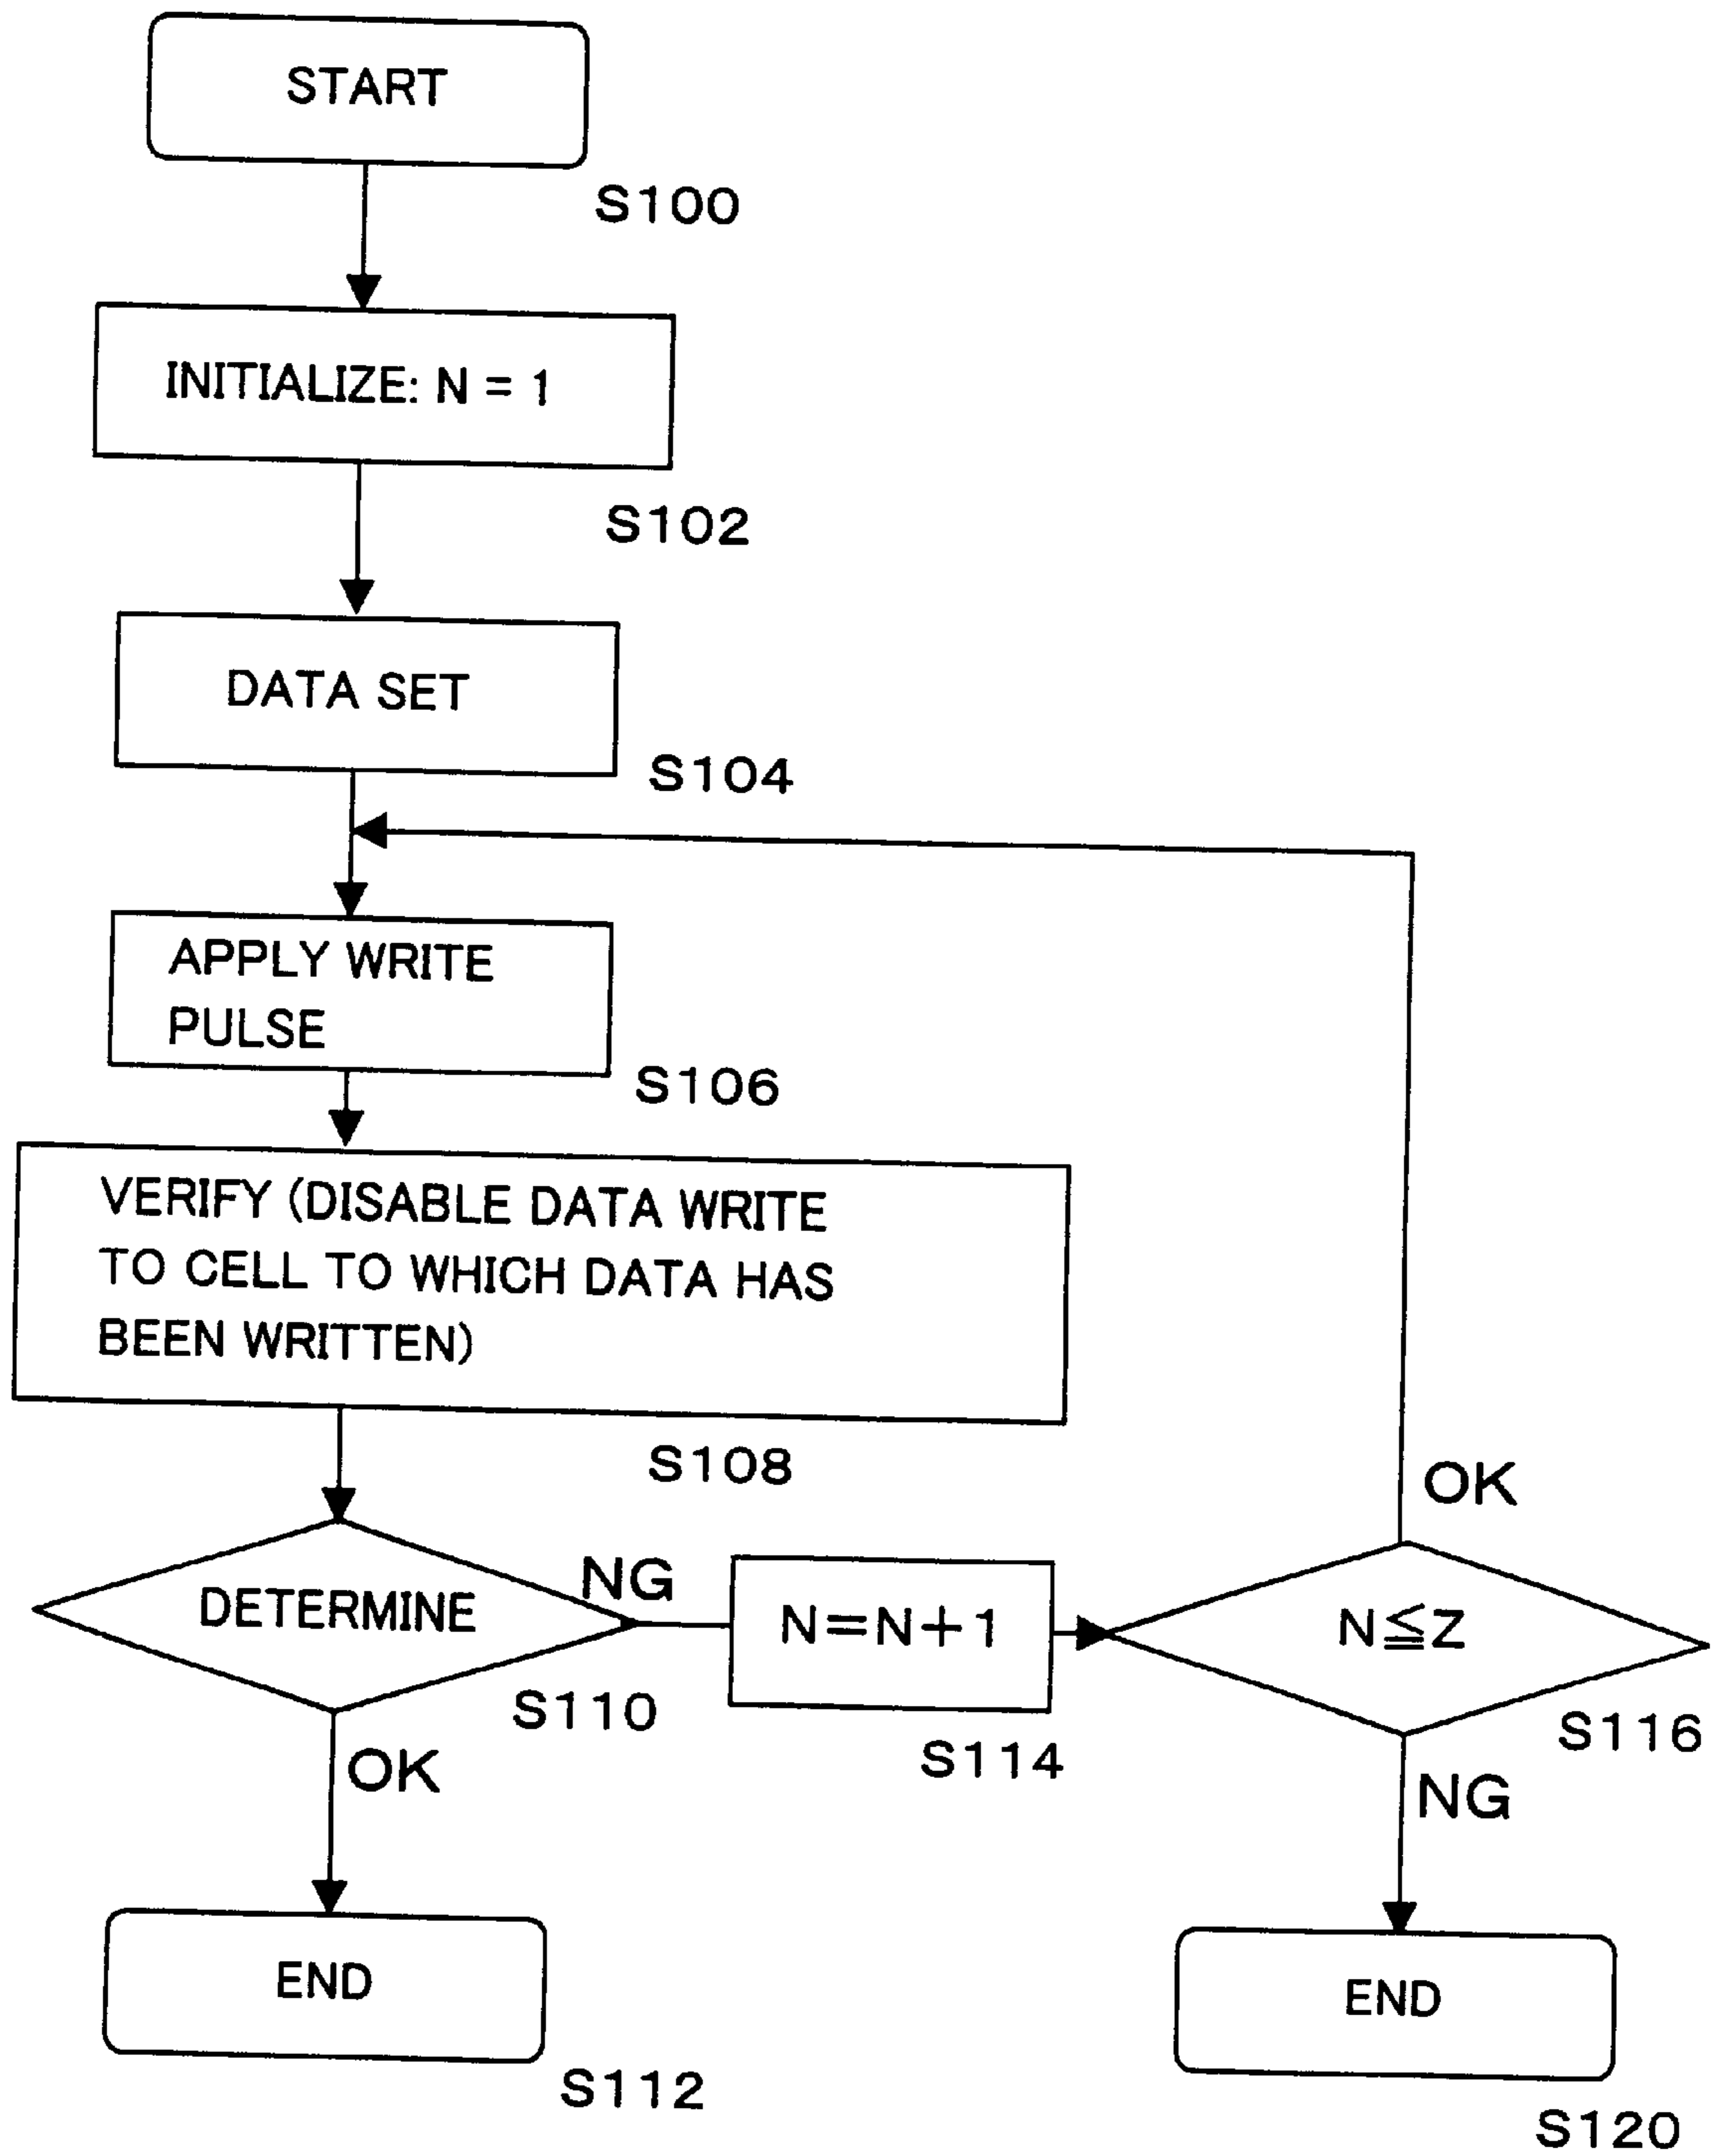 START
S100
INITIALIZE: N = 1
S102
DATA SET
S104
APPLY WRITE
PULSE
S106
VERIFY (DISABLE DATA WRITE
TO CELL TO WHICH DATA HAS
BEEN WRITTEN)
S108
DETERMINE
NG
S110
OK
END
S112
N=N+1
S114
N≦Z
OK
S116
NG
END
S120